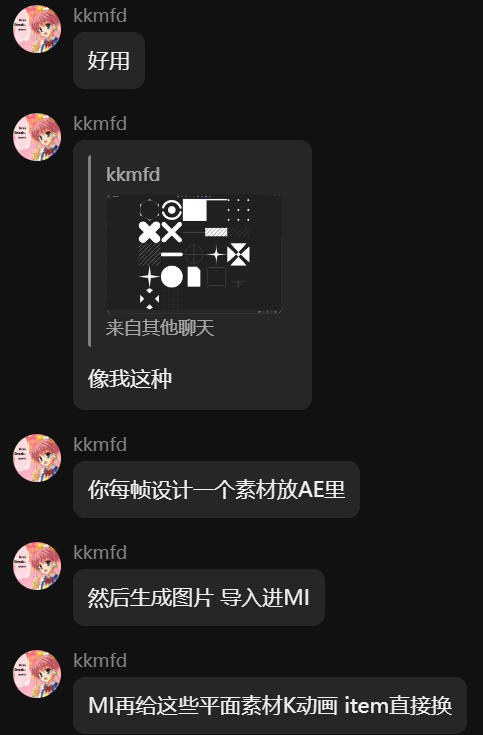 kkmfd
好用
kkmfd
kkmfd
来自其他聊天
像我这种
kkmfd
你每帧设计一个素材放AE里
kkmfd
然后生成图片 导入进MI
kkmfd
MI再给这些平面素材K动画 item直接换